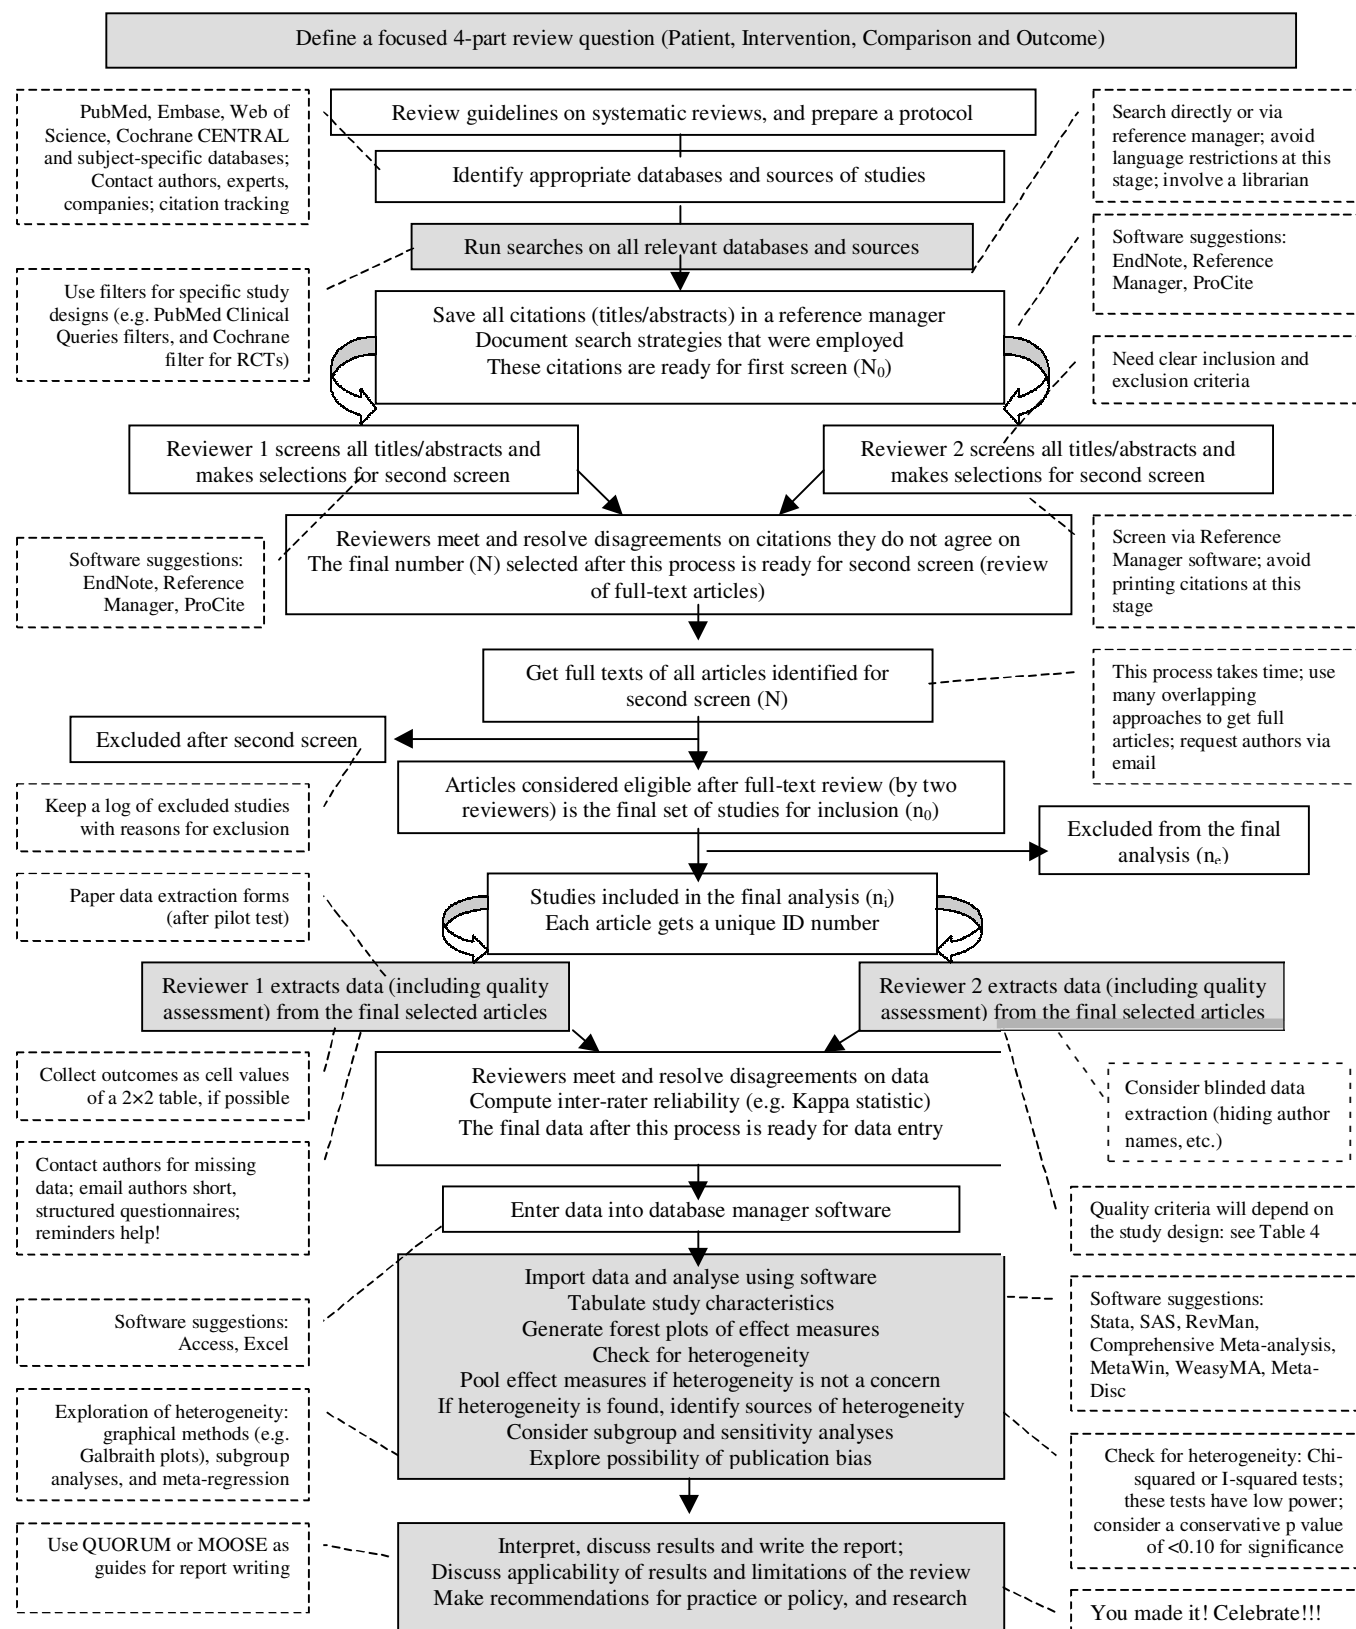 Define a focused 4-part review question (Patient, Intervention, Comparison and Outcome)
PubMed, Embase, Web of
Science, Cochrane CENTRAL
and subject-specific databases;
Contact authors, experts,
companies; citation tracking
Review guidelines on systematic reviews, and prepare a protocol
Search directly or via
reference manager; avoid
language restrictions at this
stage; involve a librarian
Identify appropriate databases and sources of studies
Run searches on all relevant databases and sources
Software suggestions:
EndNote, Reference
Manager, ProCite
Use filters for specific study
designs (e.g. PubMed Clinical
Queries filters, and Cochrane
filter for RCTs)
Save all citations (titles/abstracts) in a reference manager
Document search strategies that were employed
These citations are ready for first screen (N0)
Need clear inclusion and
exclusion criteria
Reviewer 1 screens all titles/abstracts and
makes selections for second screen
Reviewer 2 screens all titles/abstracts and
makes selections for second screen
Software suggestions:
EndNote, Reference
Manager, ProCite
Reviewers meet and resolve disagreements on citations they do not agree on
The final number (N) selected after this process is ready for second screen (review
of full-text articles)
Screen via Reference
Manager software; avoid
printing citations at this
stage
Get full texts of all articles identified for
second screen (N)
This process takes time; use
many overlapping
approaches to get full
articles; request authors via
email
Excluded after second screen
Keep a log of excluded studies
with reasons for exclusion
Articles considered eligible after full-text review (by two
reviewers) is the final set of studies for inclusion (n0)
Excluded from the final
analysis (ne)
Paper data extraction forms
(after pilot test)
Studies included in the final analysis (ni)
Each article gets a unique ID number
Reviewer 1 extracts data (including quality
assessment) from the final selected articles
Reviewer 2 extracts data (including quality
assessment) from the final selected articles
Collect outcomes as cell values
of a 2×2 table, if possible
Reviewers meet and resolve disagreements on data
Compute inter-rater reliability (e.g. Kappa statistic)
The final data after this process is ready for data entry
Consider blinded data
extraction (hiding author
names, etc.)
Contact authors for missing
data; email authors short,
structured questionnaires;
reminders help!
Enter data into database manager software
Quality criteria will depend on
the study design: see Table 4
Software suggestions:
Access, Excel
Import data and analyse using software
Tabulate study characteristics
Generate forest plots of effect measures
Check for heterogeneity
Pool effect measures if heterogeneity is not a concern
If heterogeneity is found, identify sources of heterogeneity
Consider subgroup and sensitivity analyses
Explore possibility of publication bias
Software suggestions:
Stata, SAS, RevMan,
Comprehensive Meta-analysis,
MetaWin, WeasyMA, Meta-
Disc
Exploration of heterogeneity:
graphical methods (e.g.
Galbraith plots), subgroup
analyses, and meta-regression
Check for heterogeneity: Chi-
squared or I-squared tests;
these tests have low power;
consider a conservative p value
of <0.10 for significance
Use QUORUM or MOOSE as
guides for report writing
Interpret, discuss results and write the report;
Discuss applicability of results and limitations of the review
Make recommendations for practice or policy, and research
You made it! Celebrate!!!